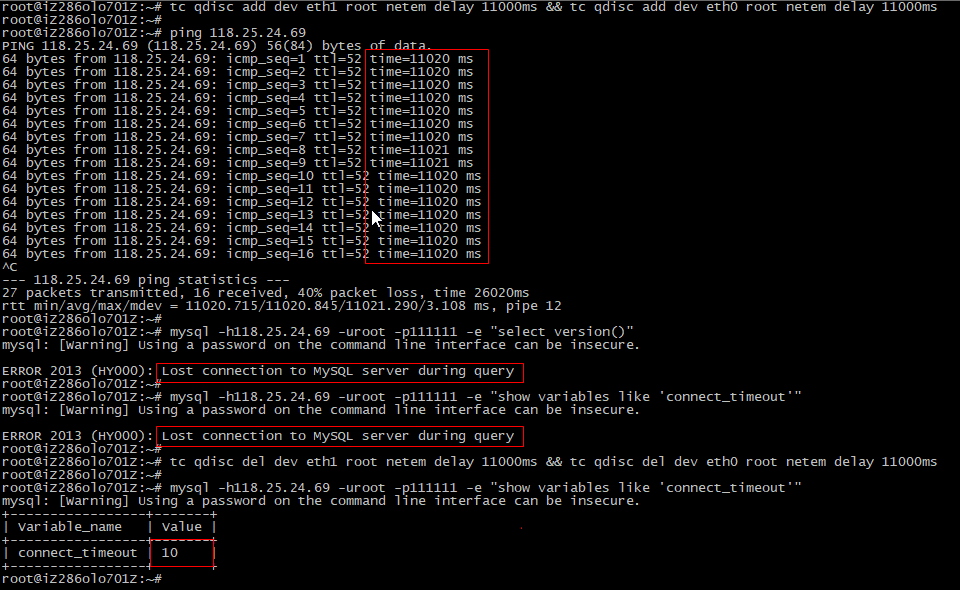 root@iZ286olo701Z:~# tc qdisc add dev eth1 root netem delay 11000ms && tc qdisc add dev eth0 root netem delay 11000ms
root@iZ286olo701Z:~#
root@iZ286olo701Z:~# ping 118.25.24.69
PING 118.25.24.69 (118.25.24.69) 56(84) bytes of data.
64 bytes from 118.25.24.69: icmp_seq=1 ttl=52 time=11020 ms
64 bytes from 118.25.24.69: icmp_seq=2 ttl=52 time=11020 ms
64 bytes from 118.25.24.69: icmp_seq=3 ttl=52 time=11020 ms
64 bytes from 118.25.24.69: icmp_seq=4 ttl=52 time=11020 ms
64 bytes from 118.25.24.69: icmp_seq=5 ttl=52 time=11020 ms
64 bytes from 118.25.24.69: icmp_seq=6 ttl=52 time=11020 ms
64 bytes from 118.25.24.69: icmp_seq=7 ttl=52 time=11020 ms
64 bytes from 118.25.24.69: icmp_seq=8 ttl=52 time=11021 ms
64 bytes from 118.25.24.69: icmp_seq=9 ttl=52 time=11021 ms
64 bytes from 118.25.24.69: icmp_seq=10 ttl=52 time=11020 ms
64 bytes from 118.25.24.69: icmp_seq=11 ttl=52 time=11020 ms
64 bytes from 118.25.24.69: icmp_seq=12 ttl=52 time=11020 ms
64 bytes from 118.25.24.69: icmp_seq=13 ttl=52 time=11020 ms
64 bytes from 118.25.24.69: icmp_seq=14 ttl=52 time=11020 ms
64 bytes from 118.25.24.69: icmp_seq=15 ttl=52 time=11020 ms
64 bytes from 118.25.24.69: icmp_seq=16 ttl=52 time=11020 ms
^C
--- 118.25.24.69 ping statistics ---
27 packets transmitted, 16 received, 40% packet loss, time 26020ms
rtt min/avg/max/mdev = 11020.715/11020.845/11021.290/3.108 ms, pipe 12
root@iZ286olo701Z:~#
root@iZ286olo701Z:~# mysql -h118.25.24.69 -uroot -p111111 -e "select version()"
mysql: [Warning] Using a password on the command line interface can be insecure.
ERROR 2013 (HY000): Lost connection to MySQL server during query
root@iZ286olo701Z:~#
root@iZ286olo701Z:~# mysql -h118.25.24.69 -uroot -p111111 -e "show variables like 'connect_timeout'"
mysql: [Warning] Using a password on the command line interface can be insecure.
ERROR 2013 (HY000): Lost connection to MySQL server during query
root@iZ286olo701Z:~#
root@iZ286olo701Z:~# tc qdisc del dev eth1 root netem delay 11000ms && tc qdisc del dev eth0 root netem delay 11000ms
root@iZ286olo701Z:~#
root@iZ286olo701Z:~# mysql -h118.25.24.69 -uroot -p111111 -e "show variables like 'connect_timeout'"
mysql: [Warning] Using a password on the command line interface can be insecure.
+-----------------+-------+
| Variable_name   | Value |
+-----------------+-------+
| connect_timeout | 10    |
+-----------------+-------+
root@iZ286olo701Z:~#